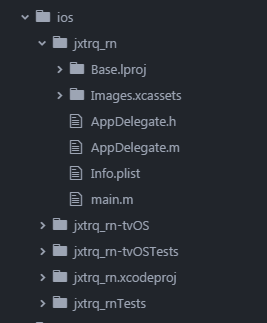 ios
jxtrq_rn
Base.lproj
Images.xcassets
AppDelegate.h
AppDelegate.m
Info.plist
main.m
jxtrq_rn-tvOS
jxtrq_rn-tvOSTests
jxtrq_rn.xcodeproj
jxtrq_rnTests